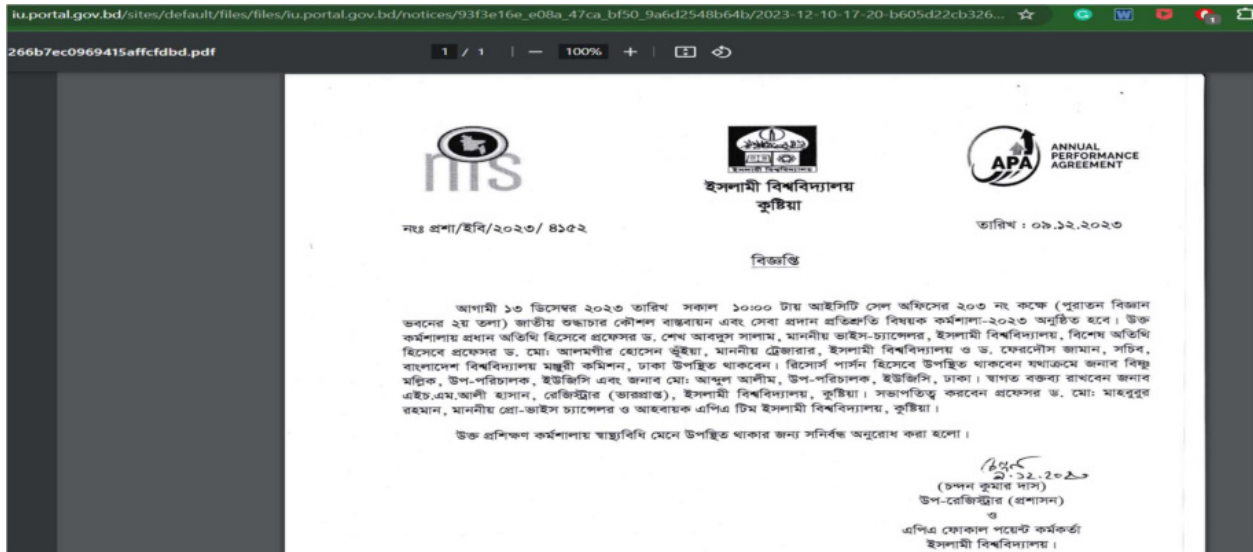 iu.portal.gov.bd/sites/default/files/files/iu.portal.gov.bd/notices/93f3e16e_e08a_47ca_bf50_9a6d2548b64b/2023-12-10-17-20-b605d22cb326...
266b7ec0969415affcfdbd.pdf 1 / 1 | — 100% + |
nis
ইসলামী বিশ্ববিদ্যালয়
কুষ্টিয়া
APA
ANNUAL
PERFORMANCE
AGREEMENT
নংঃ প্রশা/ইবি/২০২৩/ ৪১৫২
তারিখ : ০৯.১২.২০২৩
বিজ্ঞপ্তি
আগামী ১৩ ডিসেম্বর ২০২৩ তারিখ সকাল ১০:০০ টায় আইসিটি সেল অফিসের ২০৩ নং কক্ষে (পুরাতন বিজ্ঞান
ভবনের ২য় তলা) জাতীয় শুদ্ধাচার কৌশল বাস্তবায়ন এবং সেবা প্রদান প্রতিশ্রুতি বিষয়ক কর্মশালা-২০২৩ অনুষ্ঠিত হবে। উক্ত
কর্মশালায় প্রধান অতিথি হিসেবে প্রফেসর ড. শেখ আবদুস সালাম, মাননীয় ভাইস-চ্যান্সেলর, ইসলামী বিশ্ববিদ্যালয়, বিশেষ অতিথি
হিসেবে প্রফেসর ড. মো: আলমগীর হোসেন ভূঁইয়া, মাননীয় ট্রেজারার, ইসলামী বিশ্ববিদ্যালয় ও ড. ফেরদৌস জামান, সচিব,
বাংলাদেশ বিশ্ববিদ্যালয় মঞ্জুরী কমিশন, ঢাকা উপস্থিত থাকবেন। রিসোর্স পার্সন হিসেবে উপস্থিত থাকবেন যথাক্রমে জনাব বিষ্ণু
মল্লিক, উপ-পরিচালক, ইউজিসি এবং জনাব মো: আব্দুল আলীম, উপ-পরিচালক, ইউজিসি, ঢাকা। স্বাগত বক্তব্য রাখবেন জনাব
এইচ.এম.আলী হাসান, রেজিস্ট্রার (ভারপ্রাপ্ত), ইসলামী বিশ্ববিদ্যালয়, কুষ্টিয়া। সভাপতিত্ব করবেন প্রফেসর ড. মো: মাহবুবুর
রহমান, মাননীয় প্রো-ভাইস চ্যান্সেলর ও আহবায়ক এপিএ টিম ইসলামী বিশ্ববিদ্যালয়, কুষ্টিয়া।
উক্ত প্রশিক্ষণ কর্মশালায় স্বাস্থ্যবিধি মেনে উপস্থিত থাকার জন্য সনির্বন্ধ অনুরোধ করা হলো।
(চন্দন কুমার দাস)
উপ-রেজিস্ট্রার (প্রশাসন)
ও
এপিএ ফোকাল পয়েন্ট কর্মকর্তা
ইসলামী বিশ্ববিদ্যালয়।